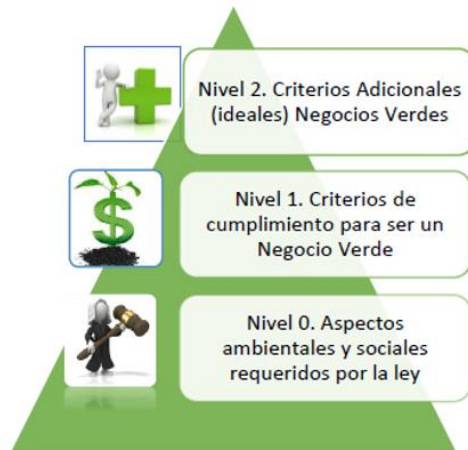 Nivel 2. Criterios Adicionales
(ideales) Negocios Verdes
Nivel 1. Criterios de
cumplimiento para ser un
Negocio Verde
Nivel 0. Aspectos
ambientales y sociales
requeridos por la ley